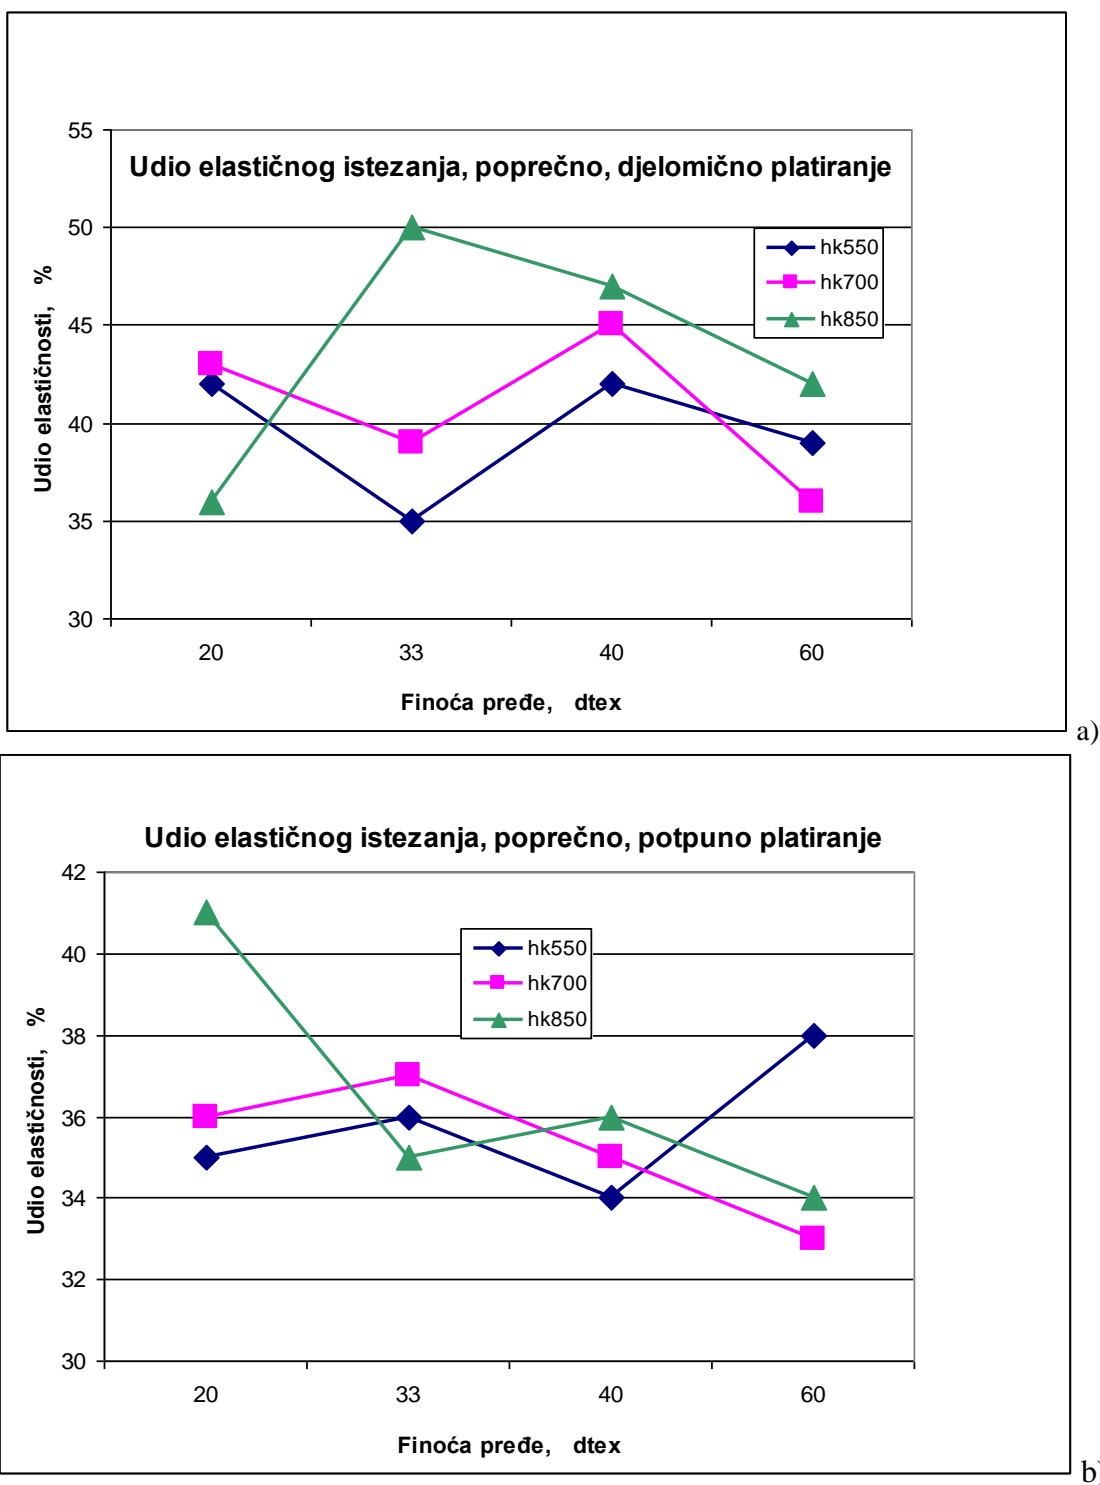 55
Udio elastičnog istezanja, poprečno, djelomično platiranje
50
hk550
hk700
hk850
45
40
35
30
Udio elastičnosti, %
20 33 40 60
Finoća pređe, dtex
a)
Udio elastičnog istezanja, poprečno, potpuno platiranje
42
hk550
hk700
hk850
40
38
36
34
32
30
Udio elastičnosti, %
20 33 40 60
Finoća pređe, dtex
b)